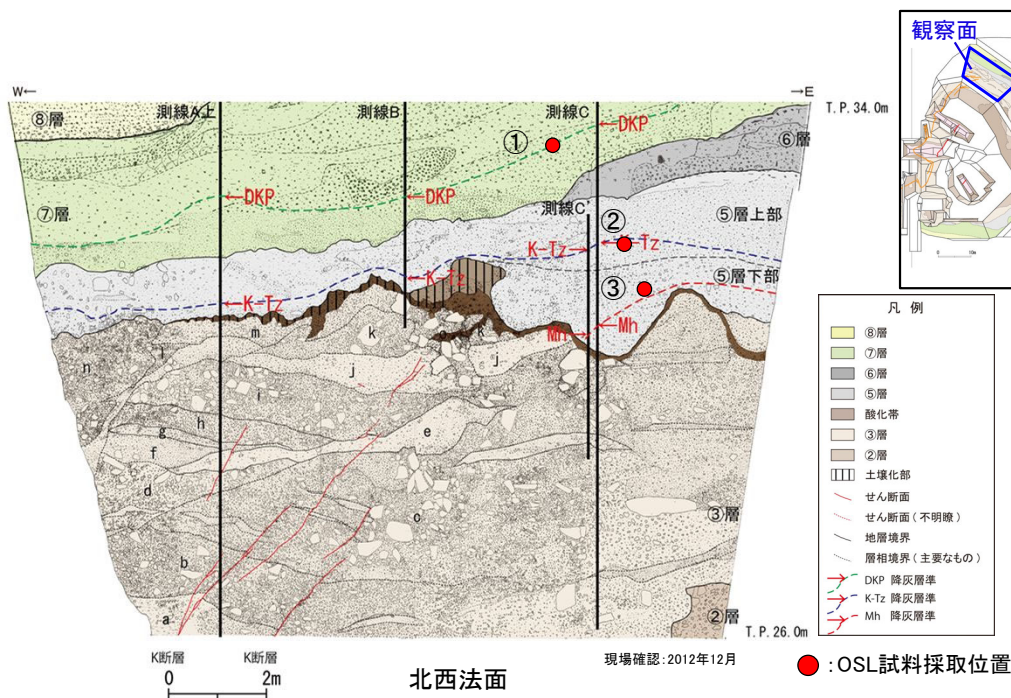 観察面
W←
→E
T.P. 34.0m
測線A上
測線B
測線C
⑧層
DKP
①
⑥層
DKP
DKP
⑦層
測線C
②
⑤層上部
K-Tz
Tz
K-Tz
⑤層下部
③
K-Tz
Mh
Mh
m
k
k
l
j
j
n
i
h
g
e
f
d
c
③層
b
a
②層
T.P. 26.0m
K断層
K断層
0
2m
北西法面
現場確認:2012年12月
●:OSL試料採取位置
0
10m
凡 例
⑧層
⑦層
⑥層
⑤層
酸化帯
③層
②層
土壌化部
せん断面
せん断面(不明瞭)
地層境界
層相境界(主要なもの)
DKP 降灰層準
K-Tz 降灰層準
Mh 降灰層準